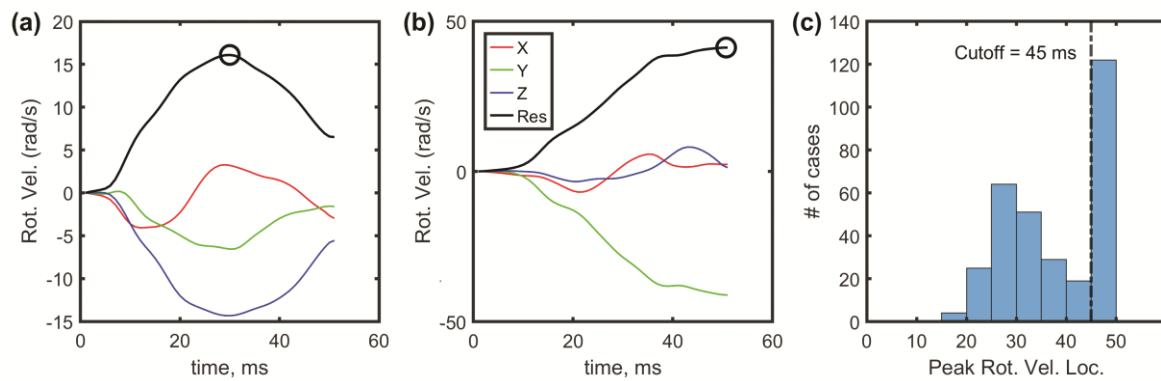 (a)
20
15
10
5
0
-5
-10
-15
Rot. Vel. (rad/s)
0
20
40
60
time, ms
(b)
50
0
-50
Rot. Vel. (rad/s)
X
Y
Z
Res
0
20
40
60
time, ms
(c)
140
120
100
80
60
40
20
0
# of cases
Cutoff = 45 ms
0
10
20
30
40
50
Peak Rot. Vel. Loc.